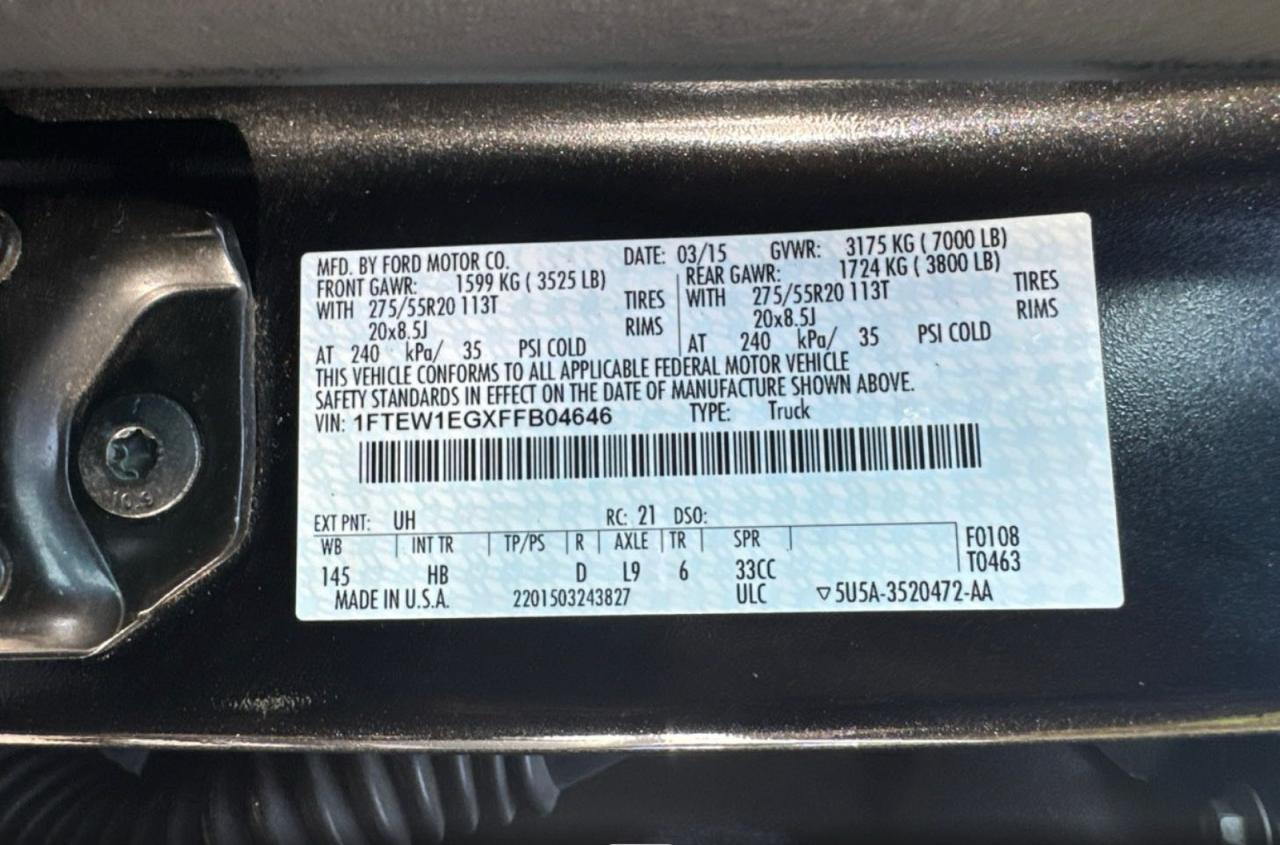 MFD. BY FORD MOTOR CO. DATE: 03/15 GVWR: 3175 KG ( 7000 LB)
FRONT GAWR: 1599 KG ( 3525 LB) REAR GAWR: 1724 KG ( 3800 LB)
WITH 275/55R20 113T TIRES WITH 275/55R20 113T TIRES
20x8.5J RIMS 20x8.5J RIMS
AT 240 kPa/ 35 PSI COLD AT 240 kPa/ 35 PSI COLD
THIS VEHICLE CONFORMS TO ALL APPLICABLE FEDERAL MOTOR VEHICLE
SAFETY STANDARDS IN EFFECT ON THE DATE OF MANUFACTURE SHOWN ABOVE.
VIN: 1FTEW1EGXFFB04646 TYPE: Truck
EXT PNT: UH RC: 21 DSO:
WB INT TR TP/PS R AXLE TR SPR F0108
T0463
145 HB D L9 6 33CC
MADE IN U.S.A. 2201503243827 ULC ▽5U5A-3520472-AA
10.9